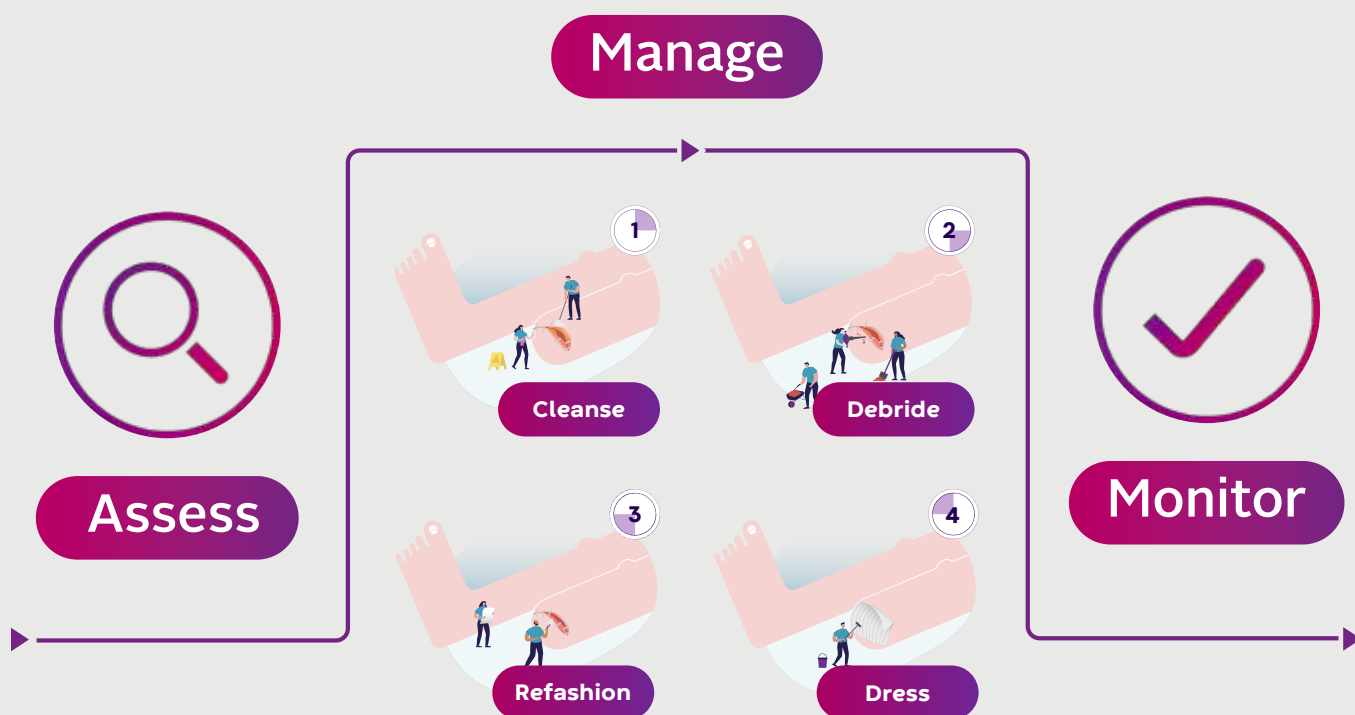 Manage
Assess
1
Cleanse
2
Debride
3
Refashion
4
Dress
Monitor